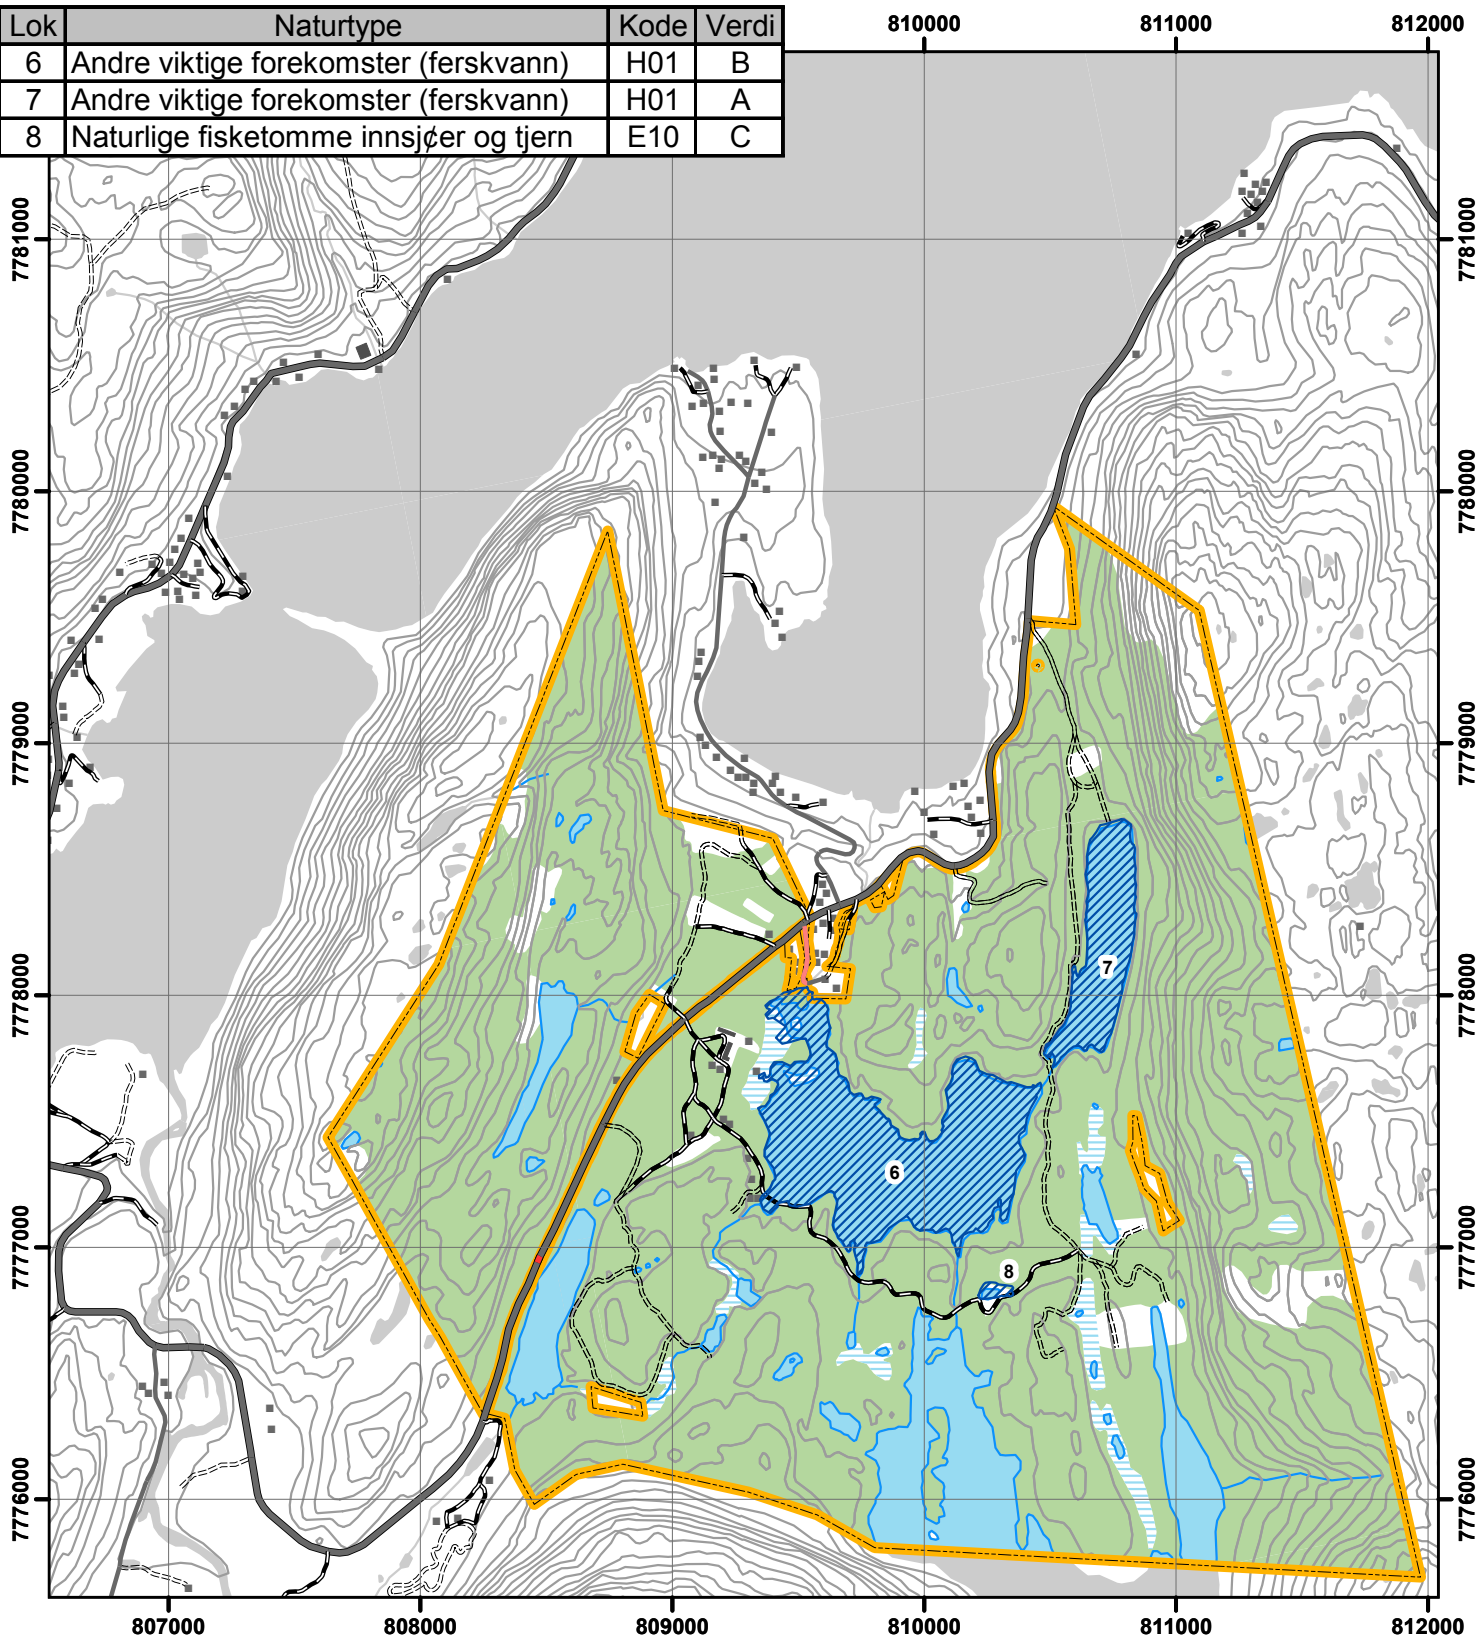 Lok Naturtype Kode Verdi
6 Andre viktige forekomster (ferskvann) H01 B
7 Andre viktige forekomster (ferskvann) H01 A
8 Naturlige fisketomme innsj¢er og tjern E10 C
810000 811000 812000
7781000 7781000
7780000 7780000
7779000 7779000
7
7778000 7778000
6
7777000 7777000
8
7776000 7776000
807000 808000 809000 810000 811000 812000